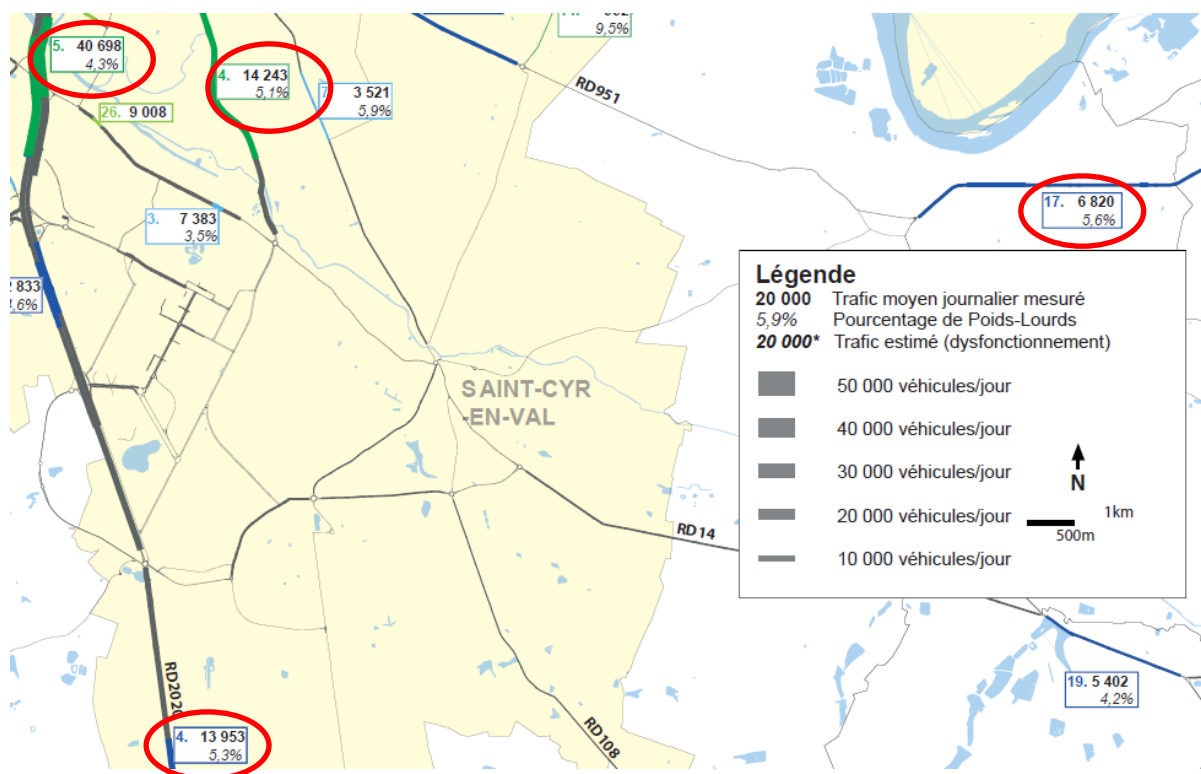 9,5%
5. 40 698
4,3%
4. 14 243
5,1%
3 521
5,9%
RD951
26. 9 008
17. 6 820
5,6%
3. 7 383
3,5%
833
,6%
Légende
20 000 Trafic moyen journalier mesuré
5,9% Pourcentage de Poids-Lourds
20 000* Trafic estimé (dysfonctionnement)
50 000 véhicules/jour
40 000 véhicules/jour
30 000 véhicules/jour
20 000 véhicules/jour
10 000 véhicules/jour
N
1km
500m
SAINT-CYR
-EN-VAL
RD14
RD2020
RD108
19. 5 402
4,2%
4. 13 953
5,3%